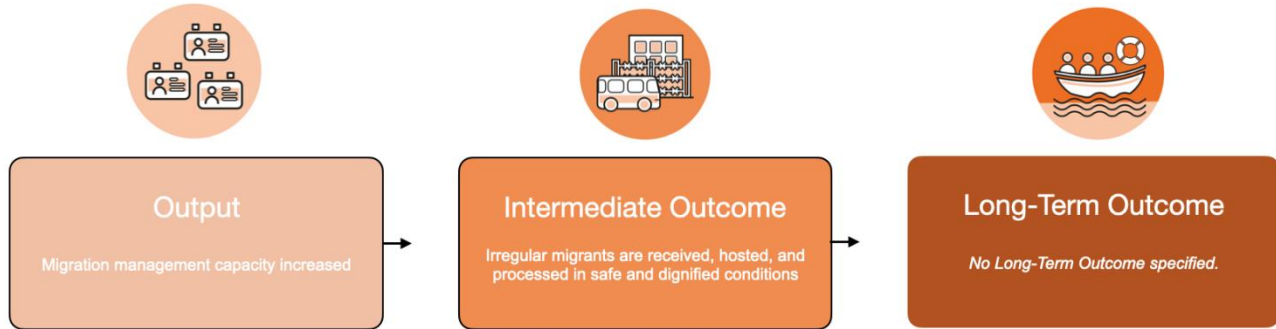 Output
Migration management capacity increased
Intermediate Outcome
Irregular migrants are received, hosted, and
processed in safe and dignified conditions
Long-Term Outcome
No Long-Term Outcome specified.